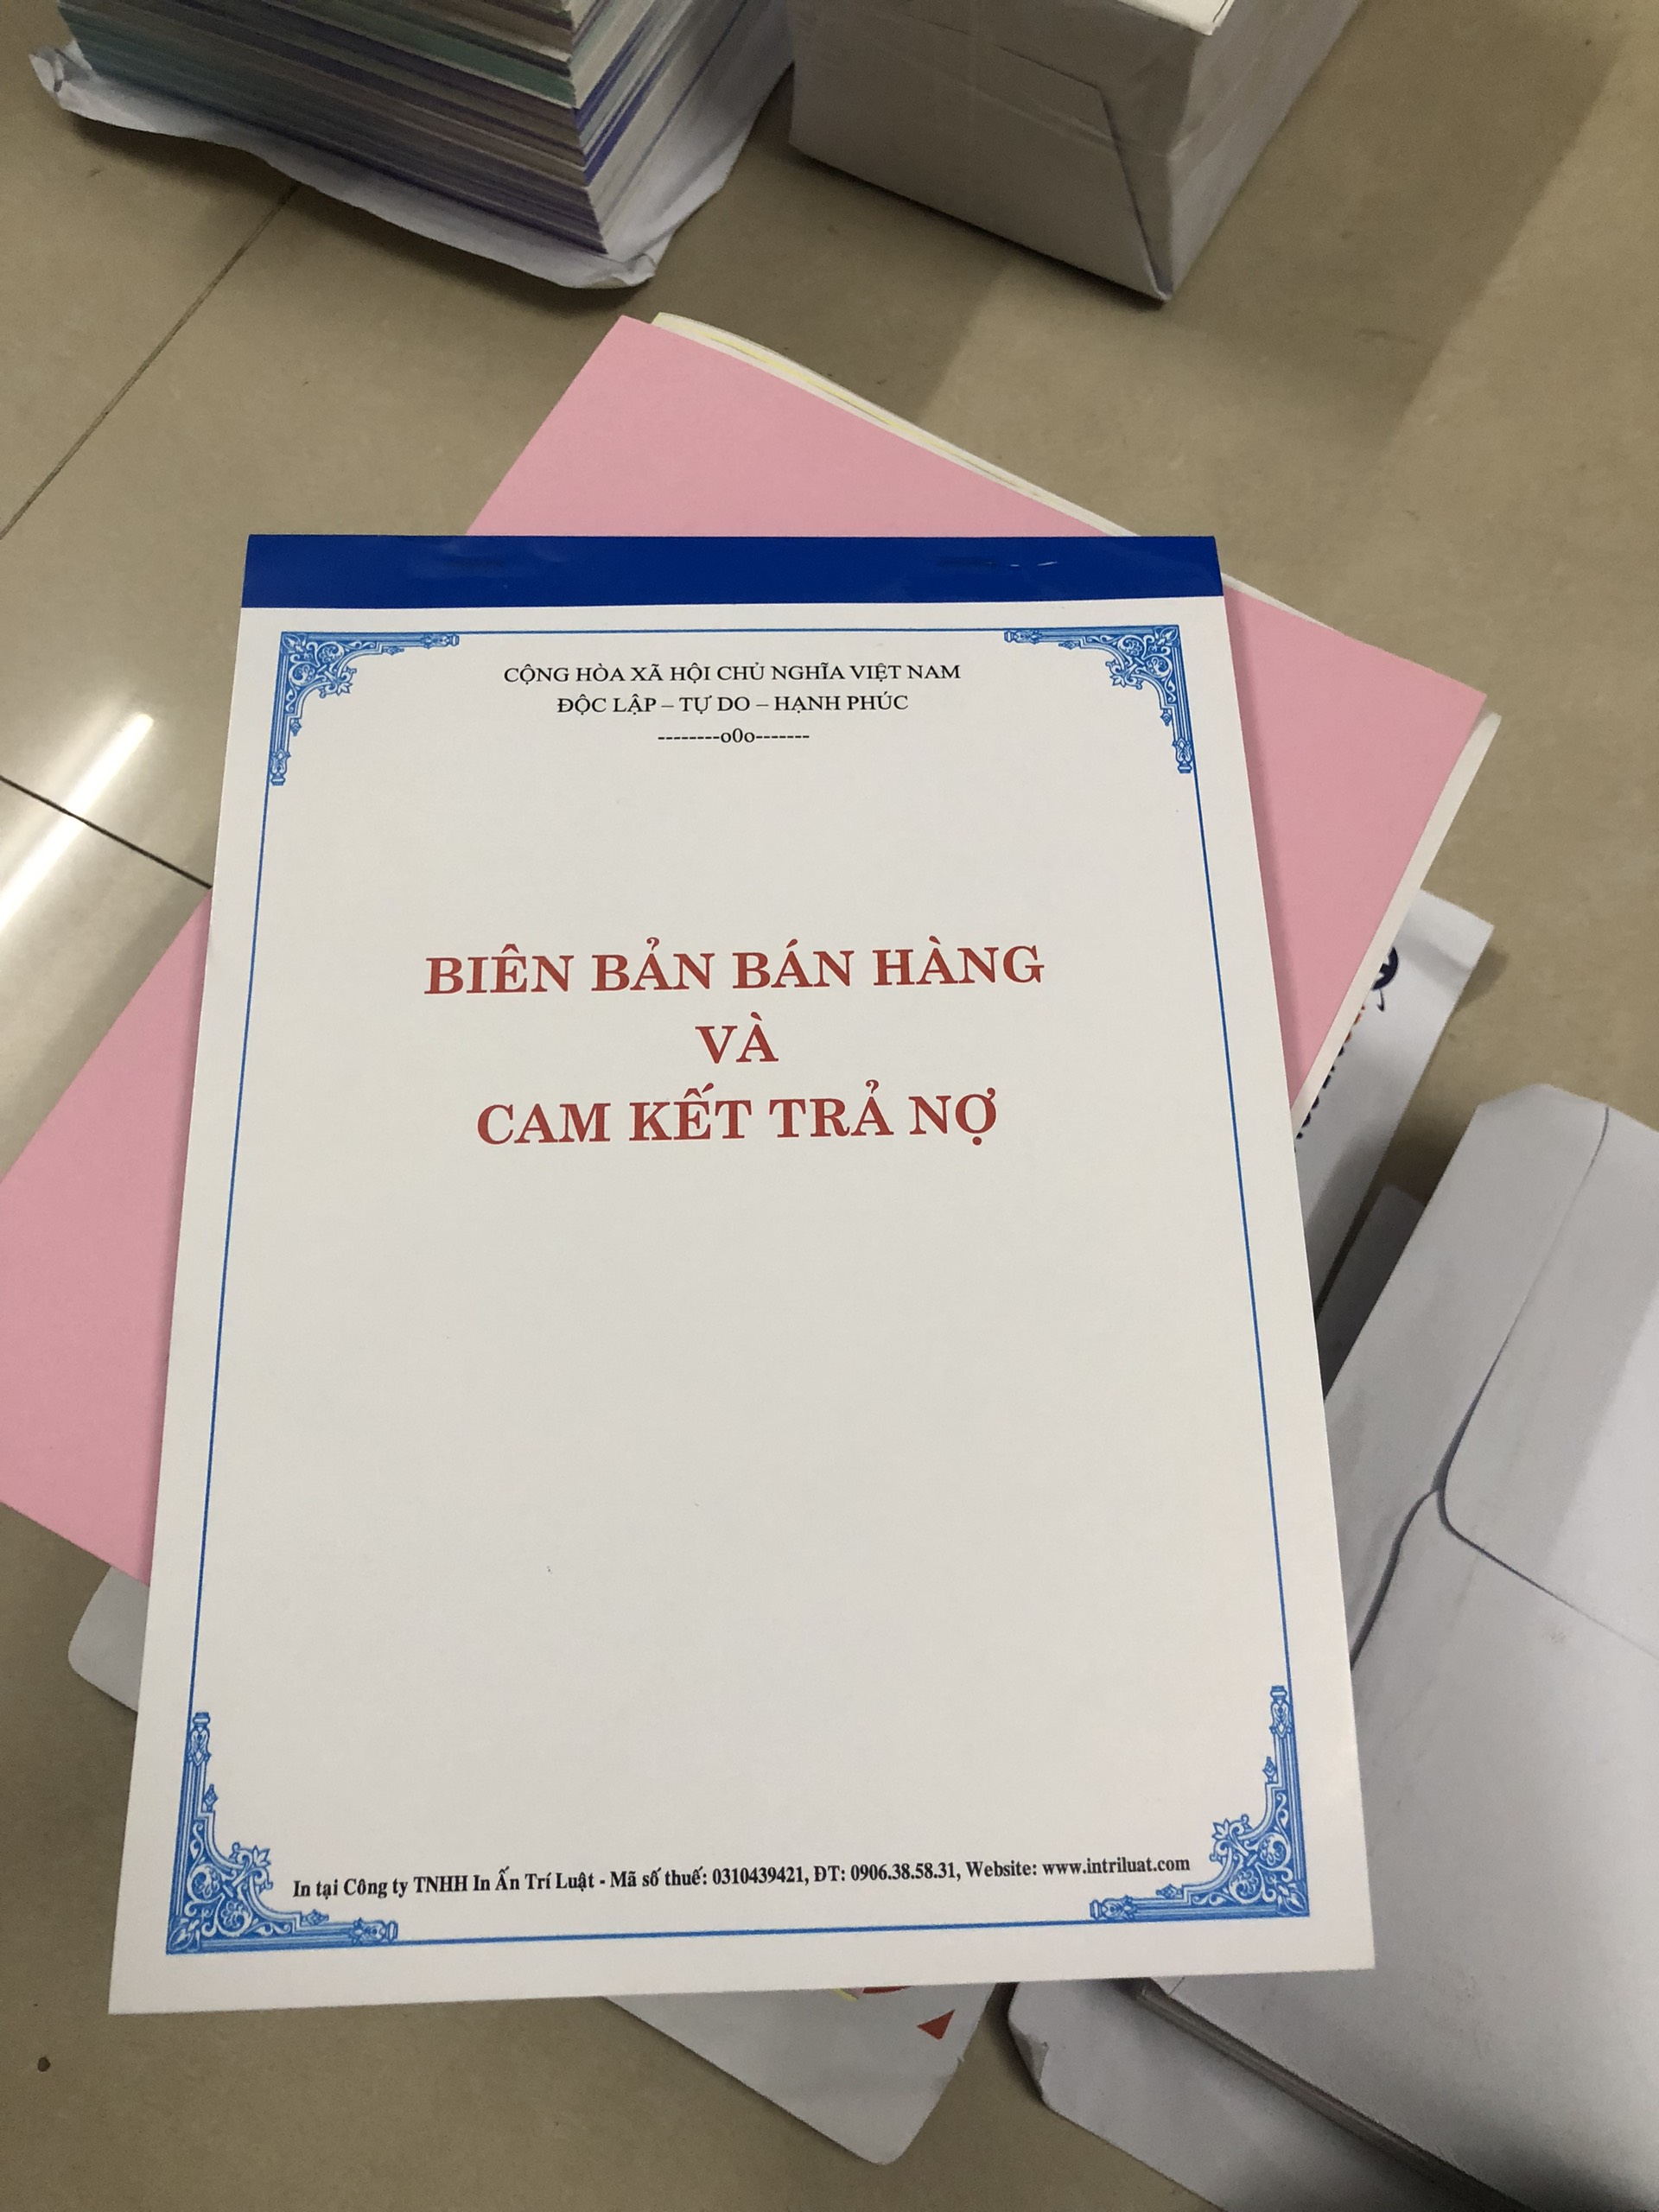 CỘNG HÒA XÃ HỘI CHỦ NGHĨA VIỆT NAM
ĐỘC LẬP – TỰ DO – HẠNH PHÚC
--------o0o-------
BIÊN BẢN BÁN HÀNG
VÀ
CAM KẾT TRẢ NỢ
In tại Công ty TNHH In Ấn Trí Luật - Mã số thuế: 0310439421, ĐT: 0906.38.58.31, Website: www.intriluat.com